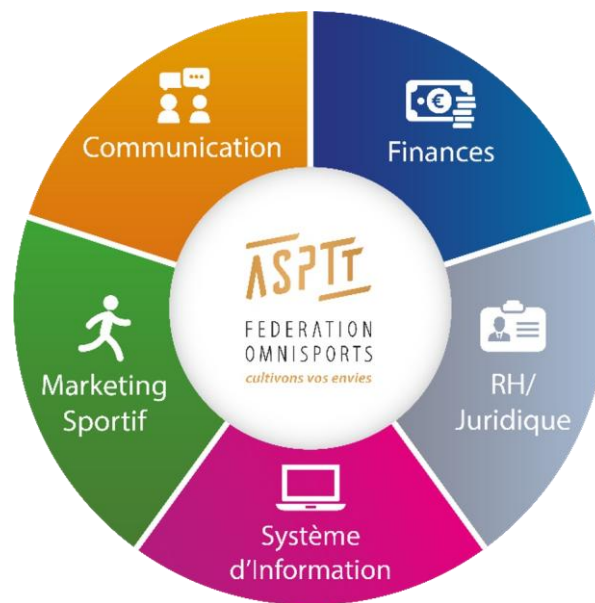 Communication
Finances
ASPTT
FEDERATION
OMNISPORTS
cultivons vos envies
Marketing
Sportif
RH/
Juridique
Système
d'Information